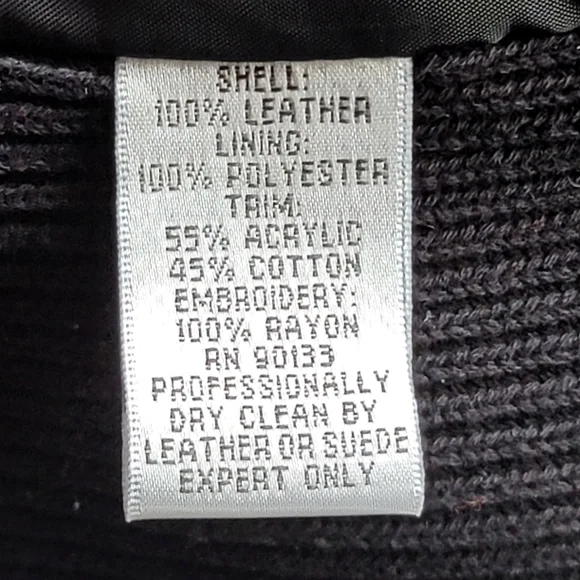 SHELL:
100% LEATHER
LINING:
100% POLYESTER
TRIM:
55% ACRYLIC
45% COTTON
EMBROIDERY:
100% RAYON
RN 90133
PROFESSIONALLY
DRY CLEAN BY
LEATHER OR SUEDE
EXPERT ONLY